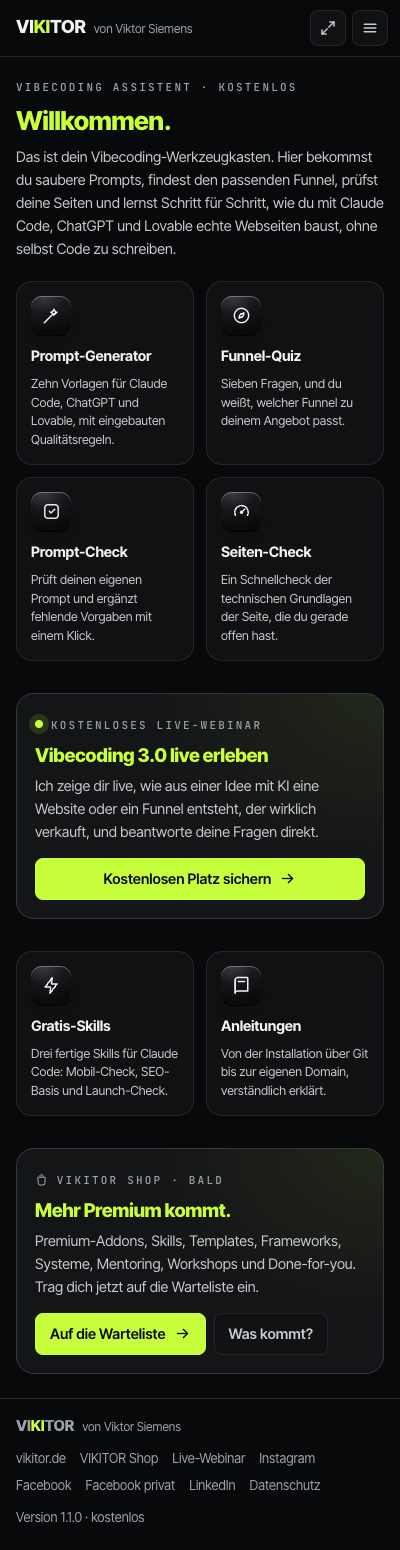 VIKITOR von Viktor Siemens
VIBECODING ASSISTENT · KOSTENLOS
Willkommen.
Das ist dein Vibecoding-Werkzeugkasten. Hier bekommst
du saubere Prompts, findest den passenden Funnel, prüfst
deine Seiten und lernst Schritt für Schritt, wie du mit Claude
Code, ChatGPT und Lovable echte Webseiten baust, ohne
selbst Code zu schreiben.
Prompt-Generator
Zehn Vorlagen für Claude
Code, ChatGPT und
Lovable, mit eingebauten
Qualitätsregeln.
Funnel-Quiz
Sieben Fragen, und du
weißt, welcher Funnel zu
deinem Angebot passt.
Prompt-Check
Prüft deinen eigenen
Prompt und ergänzt
fehlende Vorgaben mit
einem Klick.
Seiten-Check
Ein Schnellcheck der
technischen Grundlagen
der Seite, die du gerade
offen hast.
KOSTENLOSES LIVE-WEBINAR
Vibecoding 3.0 live erleben
Ich zeige dir live, wie aus einer Idee mit KI eine
Website oder ein Funnel entsteht, der wirklich
verkauft, und beantworte deine Fragen direkt.
Kostenlosen Platz sichern →
Gratis-Skills
Drei fertige Skills für Claude
Code: Mobil-Check, SEO-
Basis und Launch-Check.
Anleitungen
Von der Installation über Git
bis zur eigenen Domain,
verständlich erklärt.
VIKITOR SHOP · BALD
Mehr Premium kommt.
Premium-Addons, Skills, Templates, Frameworks,
Systeme, Mentoring, Workshops und Done-for-you.
Trag dich jetzt auf die Warteliste ein.
Auf die Warteliste → Was kommt?
VIKITOR von Viktor Siemens
vikitor.de VIKITOR Shop Live-Webinar Instagram
Facebook Facebook privat LinkedIn Datenschutz
Version 1.1.0 · kostenlos